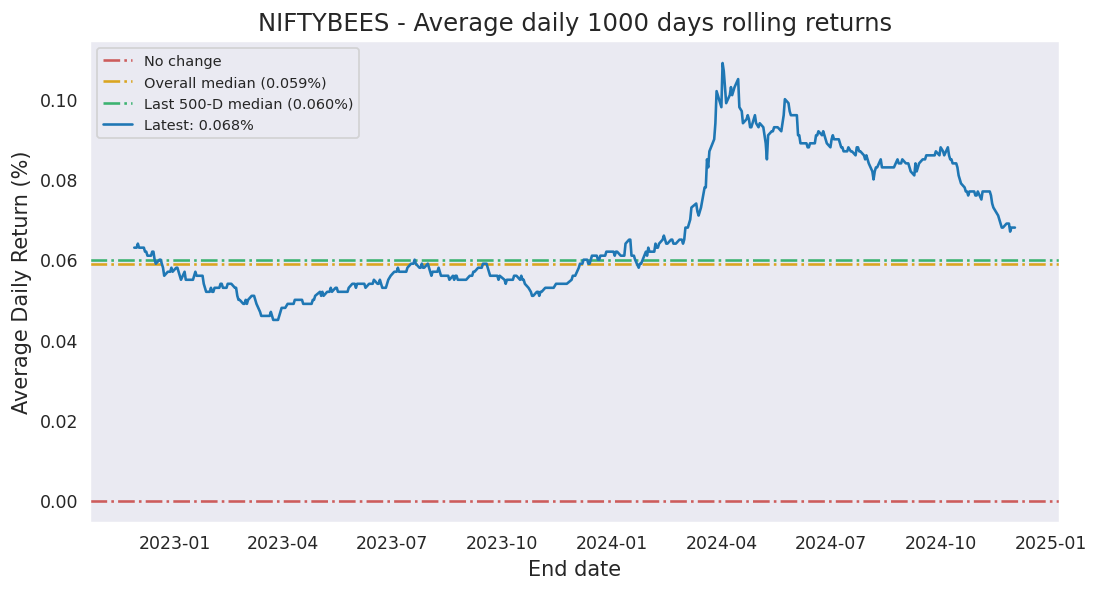 NIFTYBEES - Average daily 1000 days rolling returns
No change
Overall median (0.059%)
Last 500-D median (0.060%)
Latest: 0.068%
Average Daily Return (%)
0.10
0.08
0.06
0.04
0.02
0.00
2023-01 2023-04 2023-07 2023-10 2024-01 2024-04 2024-07 2024-10 2025-01
End date